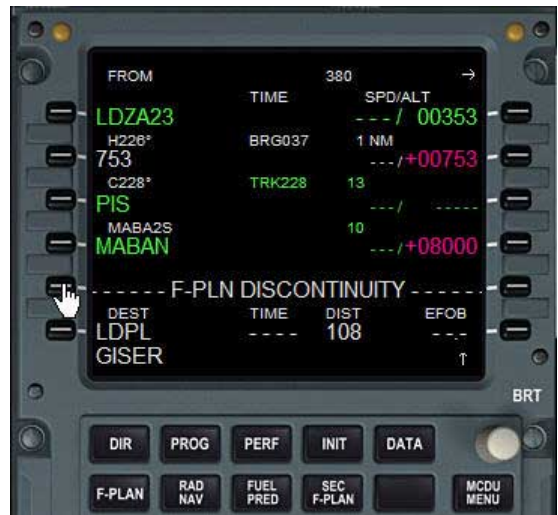 FROM 380 →
TIME SPD/ALT
LDZA23 ---/ 00353
H226° BRG037 1 NM
753 ---/+00753
C228° TRK228 13
PIS ---/ -----
MABA2S 10
MABAN ---/+08000
------ F-PLN DISCONTINUITY ------
DEST TIME DIST EFOB
LDPL ---- 108 --.-
GISER ↑
BRT
DIR PROG PERF INIT DATA
F-PLAN RAD NAV FUEL PRED SEC F-PLAN MCDU MENU